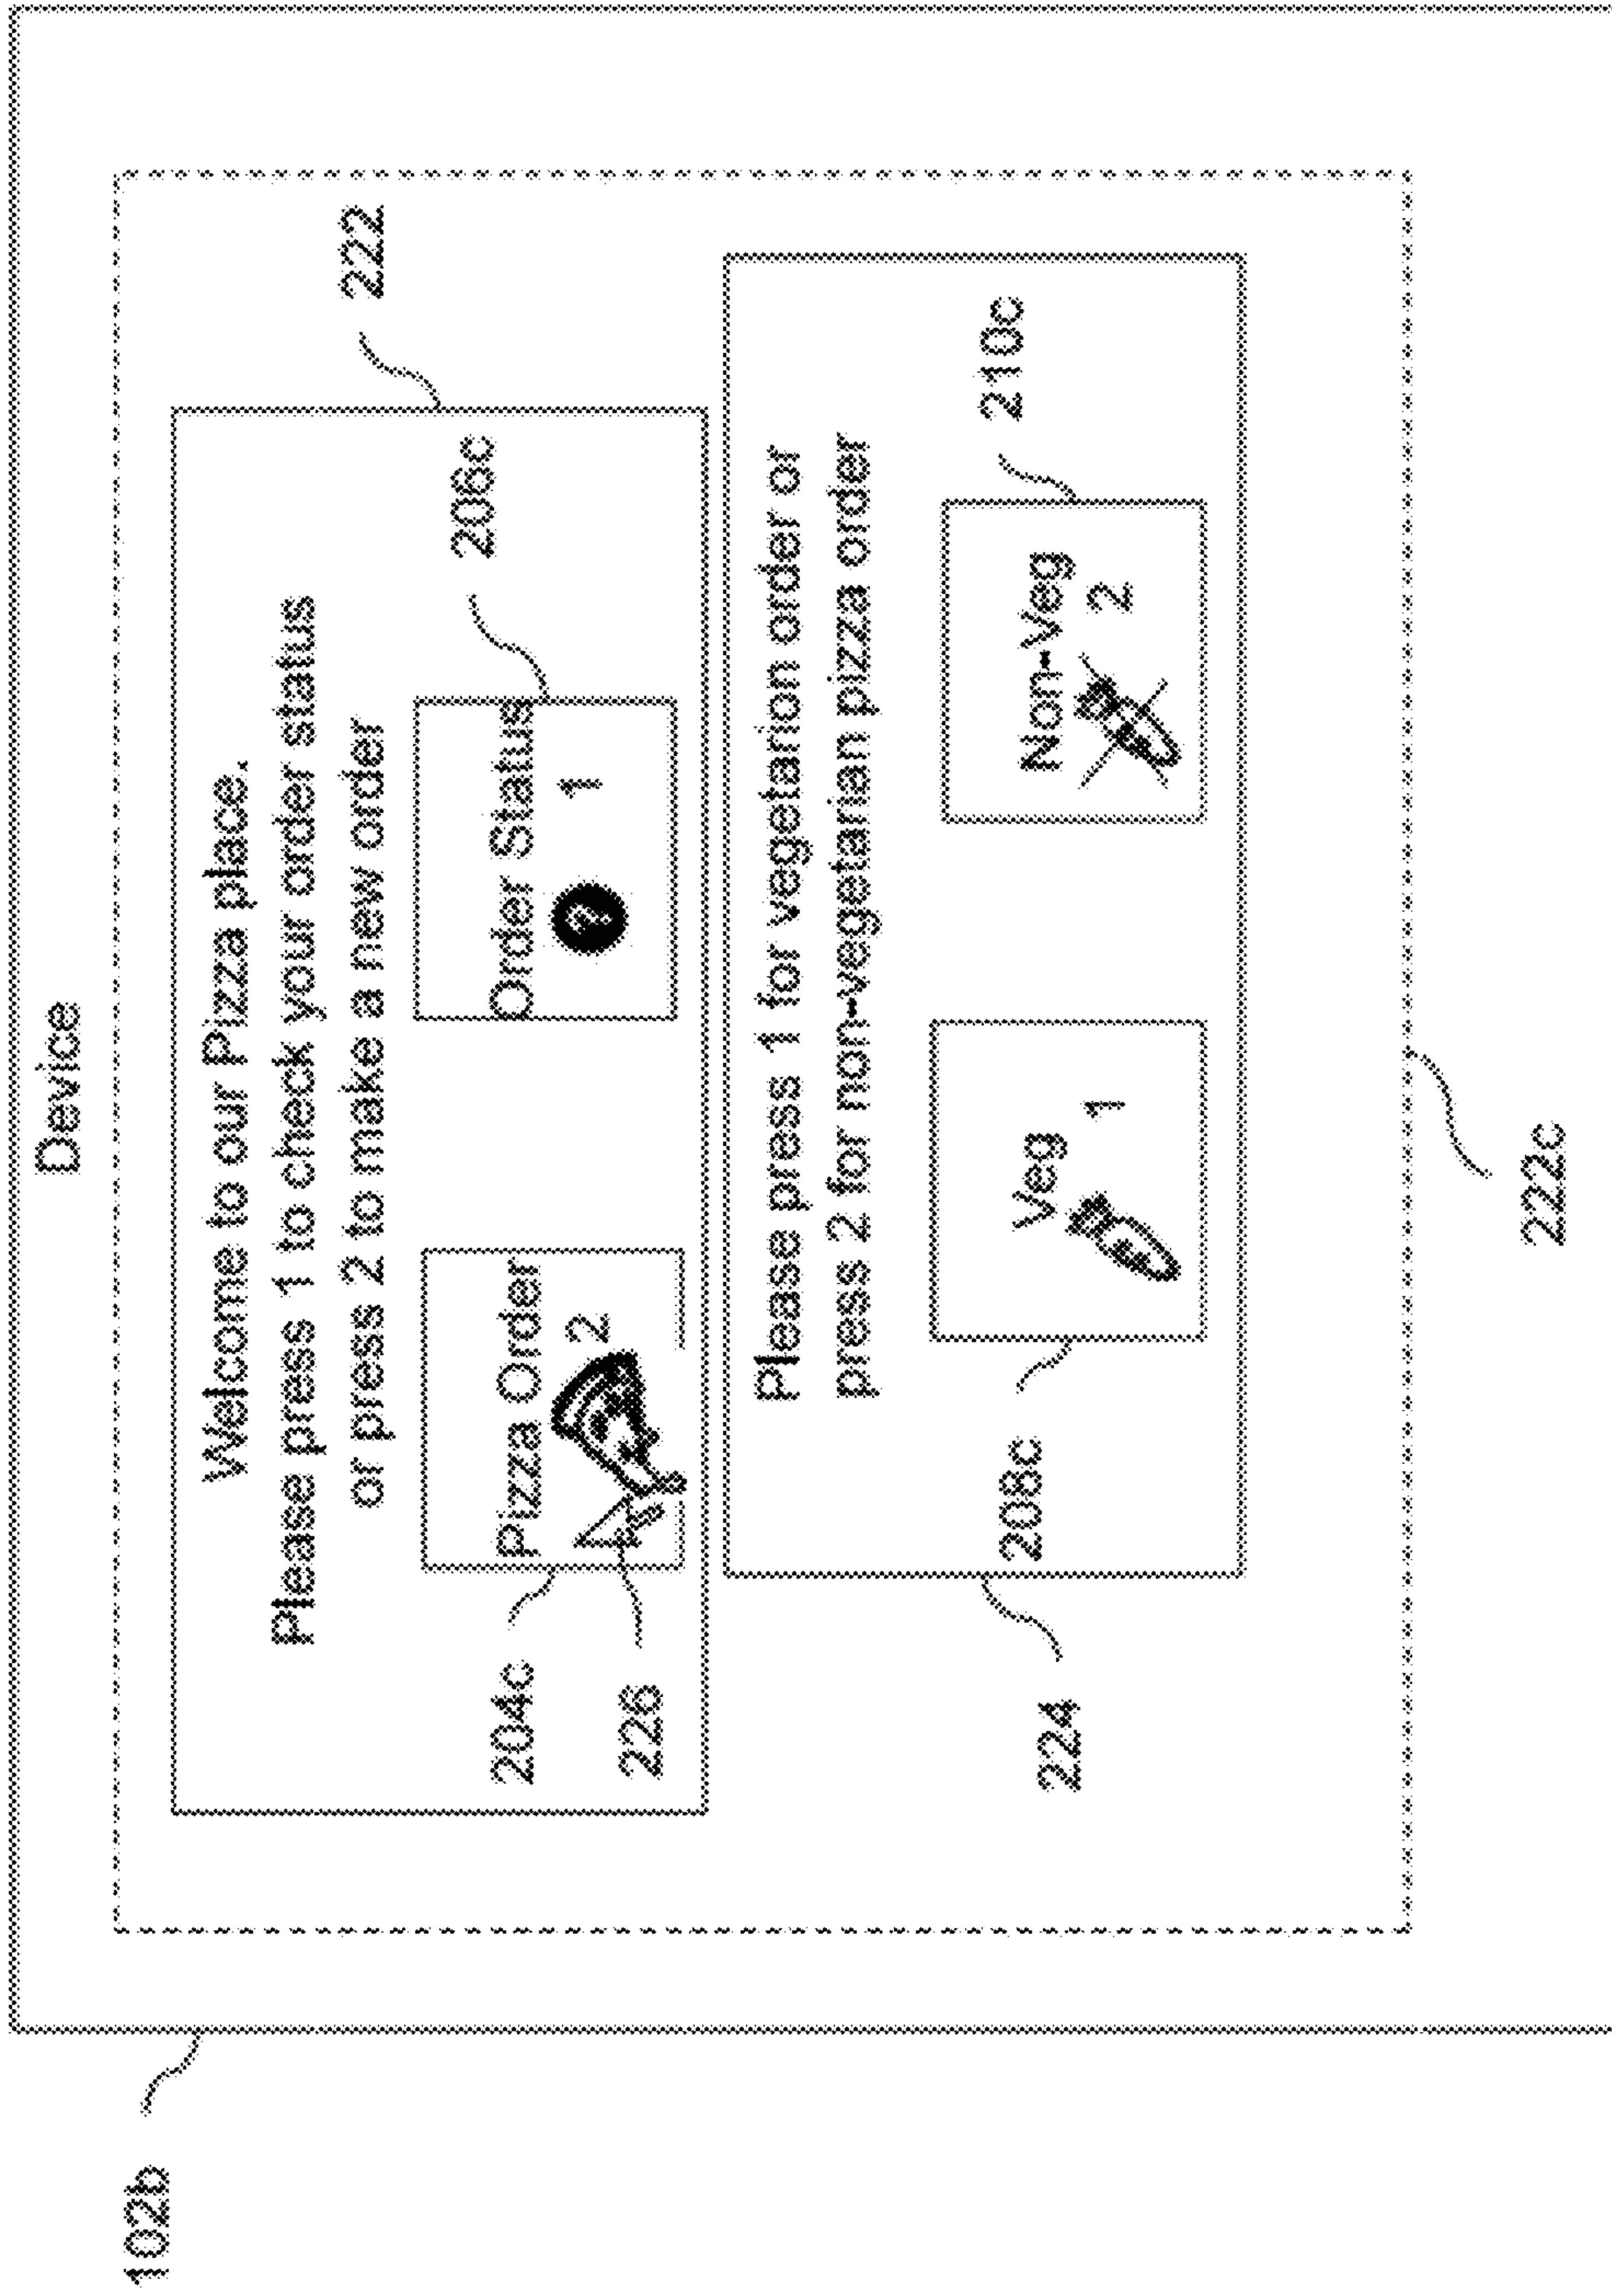 Device
102b
Welcome to our Pizza place.
Please press 1 to check your order status
or press 2 to make a new order
222
Pizza Order
2
204c
226
Order Status
?
1
206c
Please press 1 for vegetarion order or
press 2 for non-vegetarian pizza order
Veg
1
208c
Non-Veg
2
210c
224
222c